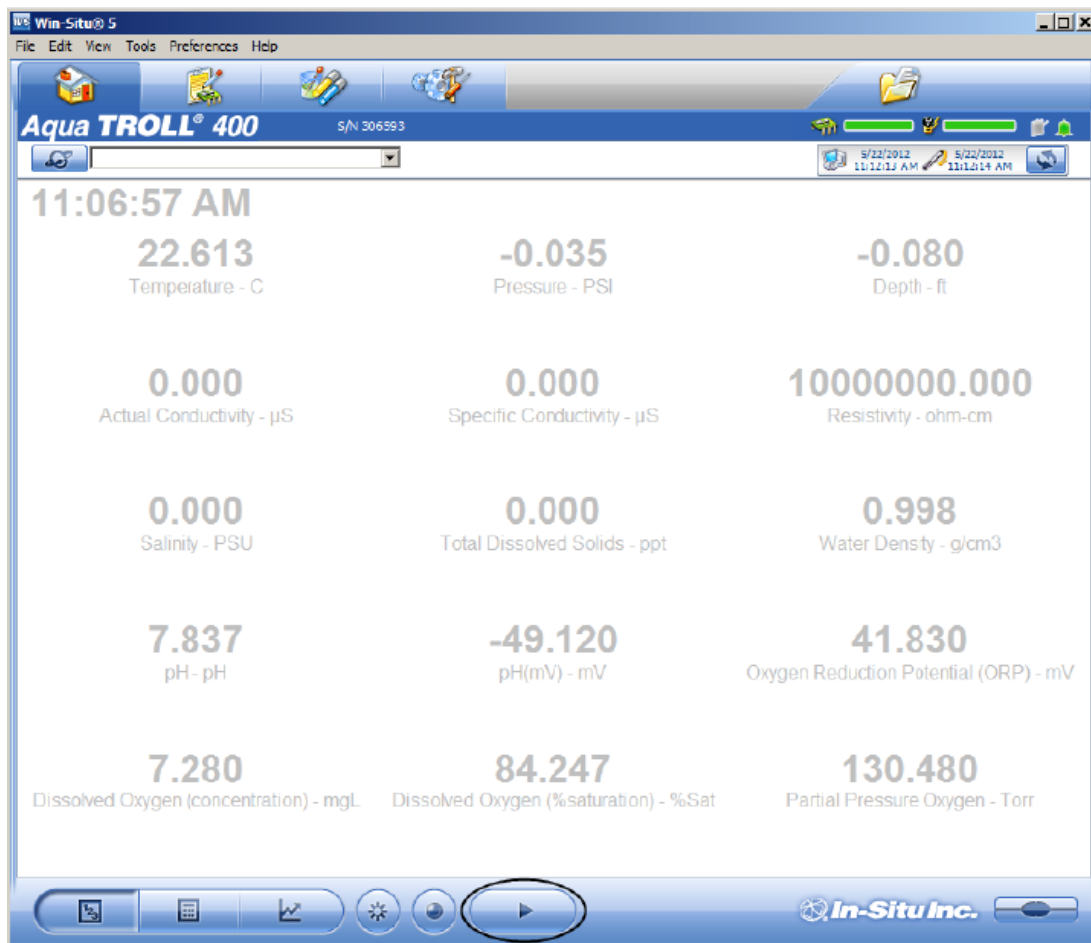 Win-Situ® 5
File Edit View Tools Preferences Help
Aqua TROLL® 400 S/N 306593
5/22/2012 5/22/2012
11:12:13 AM 11:12:14 AM
11:06:57 AM
22.613 -0.035 -0.080
Temperature - C Pressure - PSI Depth - ft
0.000 0.000 10000000.000
Actual Conductivity - µS Specific Conductivity - µS Resistivity - ohm-cm
0.000 0.000 0.998
Salinity - PSU Total Dissolved Solids - ppt Water Density - g/cm3
7.837 -49.120 41.830
pH - pH pH(mV) - mV Oxygen Reduction Potential (ORP) - mV
7.280 84.247 130.480
Dissolved Oxygen (concentration) - mgL Dissolved Oxygen (%saturation) - %Sat Partial Pressure Oxygen - Torr
In-Situ Inc.